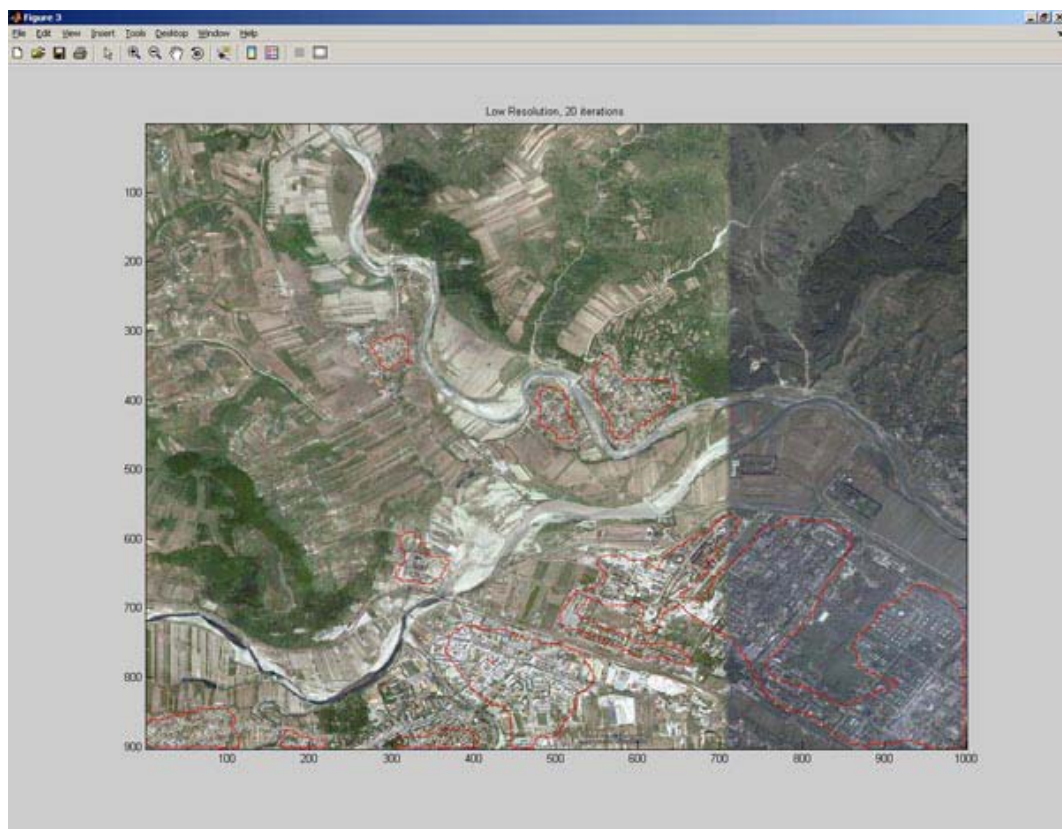 Figure 3
File Edit View Insert Tools Desktop Window Help
Low Resolution, 20 iterations
100
200
300
400
500
600
700
800
900
100 200 300 400 500 600 700 800 900 1000